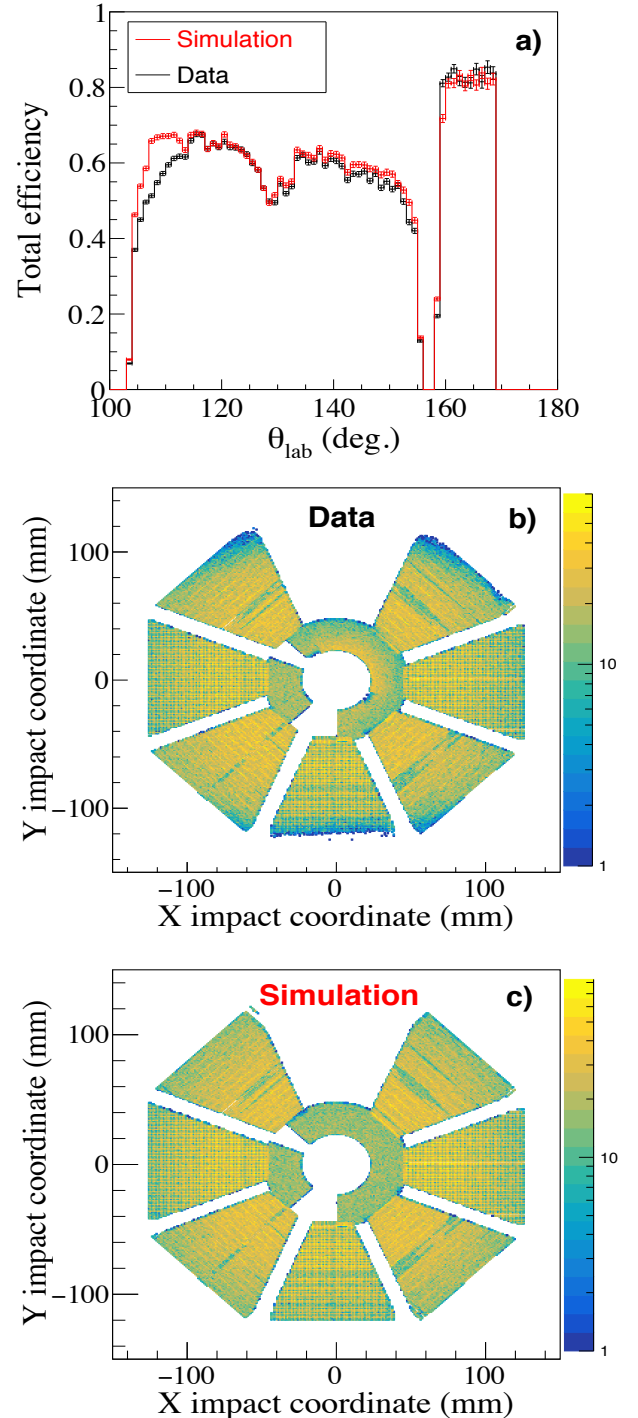 1
0.8
0.6
0.4
0.2
0
Total efficiency
Simulation
Data
a)
100
120
140
160
180
θlab (deg.)
Data
b)
100
0
−100
Y impact coordinate (mm)
−100
0
100
X impact coordinate (mm)
10
1
Simulation
c)
100
0
−100
Y impact coordinate (mm)
−100
0
100
X impact coordinate (mm)
10
1